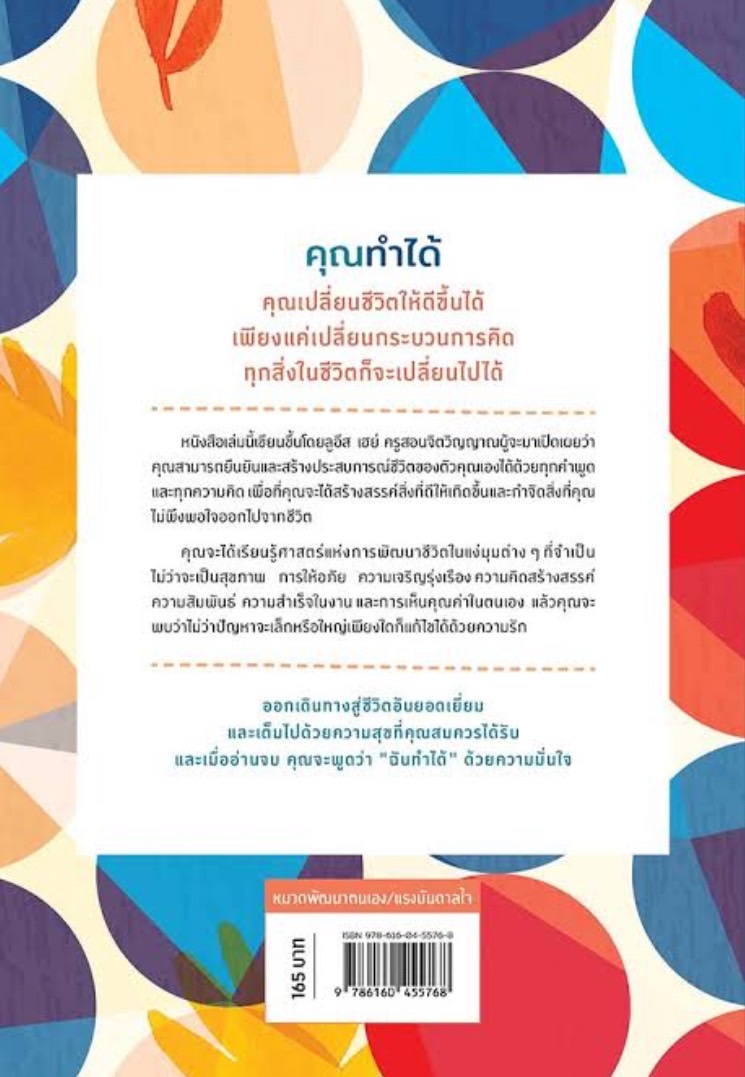 คุณทำได้
คุณเปลี่ยนชีวิตให้ดีขึ้นได้
เพียงแค่เปลี่ยนกระบวนการคิด
ทุกสิ่งในชีวิตก็จะเปลี่ยนไปได้
หนังสือเล่มนี้เขียนขึ้นโดยลูอีส เฮย์ ครูสอนจิตวิญญาณผู้จะมาเปิดเผยว่า
คุณสามารถยืนยันและสร้างประสบการณ์ชีวิตของตัวคุณเองได้ด้วยทุกคำพูด
และทุกความคิด เพื่อที่คุณจะได้สร้างสรรค์สิ่งที่ดีให้เกิดขึ้นและกำจัดสิ่งที่คุณ
ไม่พึงพอใจออกไปจากชีวิต
คุณจะได้เรียนรู้ศาสตร์แห่งการพัฒนาชีวิตในแง่มุมต่าง ๆ ที่จำเป็น
ไม่ว่าจะเป็นสุขภาพ การให้อภัย ความเจริญรุ่งเรือง ความคิดสร้างสรรค์
ความสัมพันธ์ ความสำเร็จในงาน และการเห็นคุณค่าในตนเอง แล้วคุณจะ
พบว่าไม่ว่าปัญหาจะเล็กหรือใหญ่เพียงใดก็แก้ไขได้ด้วยความรัก
ออกเดินทางสู่ชีวิตอันยอดเยี่ยม
และเต็มไปด้วยความสุขที่คุณสมควรได้รับ
และเมื่ออ่านจบ คุณจะพูดว่า "ฉันทำได้" ด้วยความมั่นใจ
หมวดพัฒนาตนเอง/แรงบันดาลใจ
ISBN 978-616-04-5576-8
165 บาท
9 786160 455768